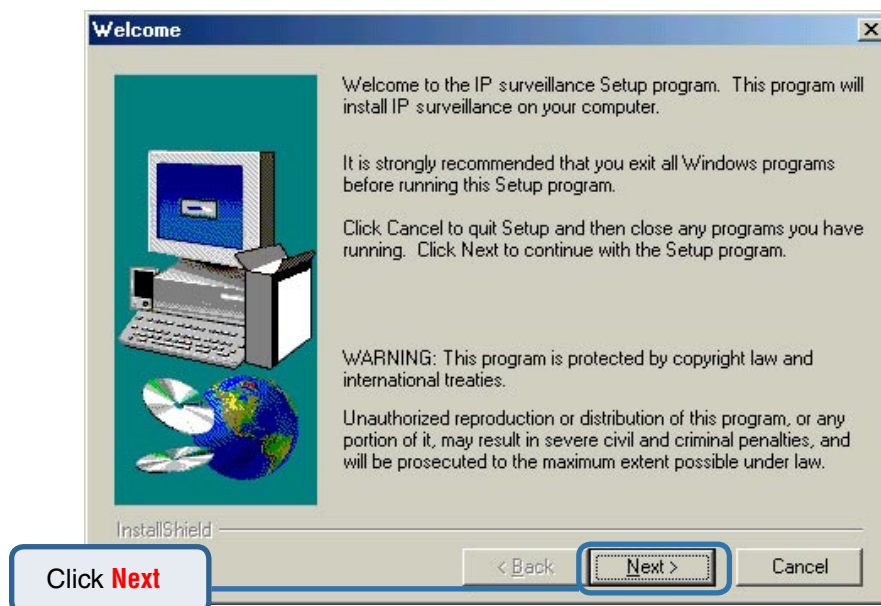 Welcome
Welcome to the IP surveillance Setup program. This program will
install IP surveillance on your computer.
It is strongly recommended that you exit all Windows programs
before running this Setup program.
Click Cancel to quit Setup and then close any programs you have
running. Click Next to continue with the Setup program.
WARNING: This program is protected by copyright law and
international treaties.
Unauthorized reproduction or distribution of this program, or any
portion of it, may result in severe civil and criminal penalties, and
will be prosecuted to the maximum extent possible under law.
InstallShield
< Back
Next >
Cancel
Click Next